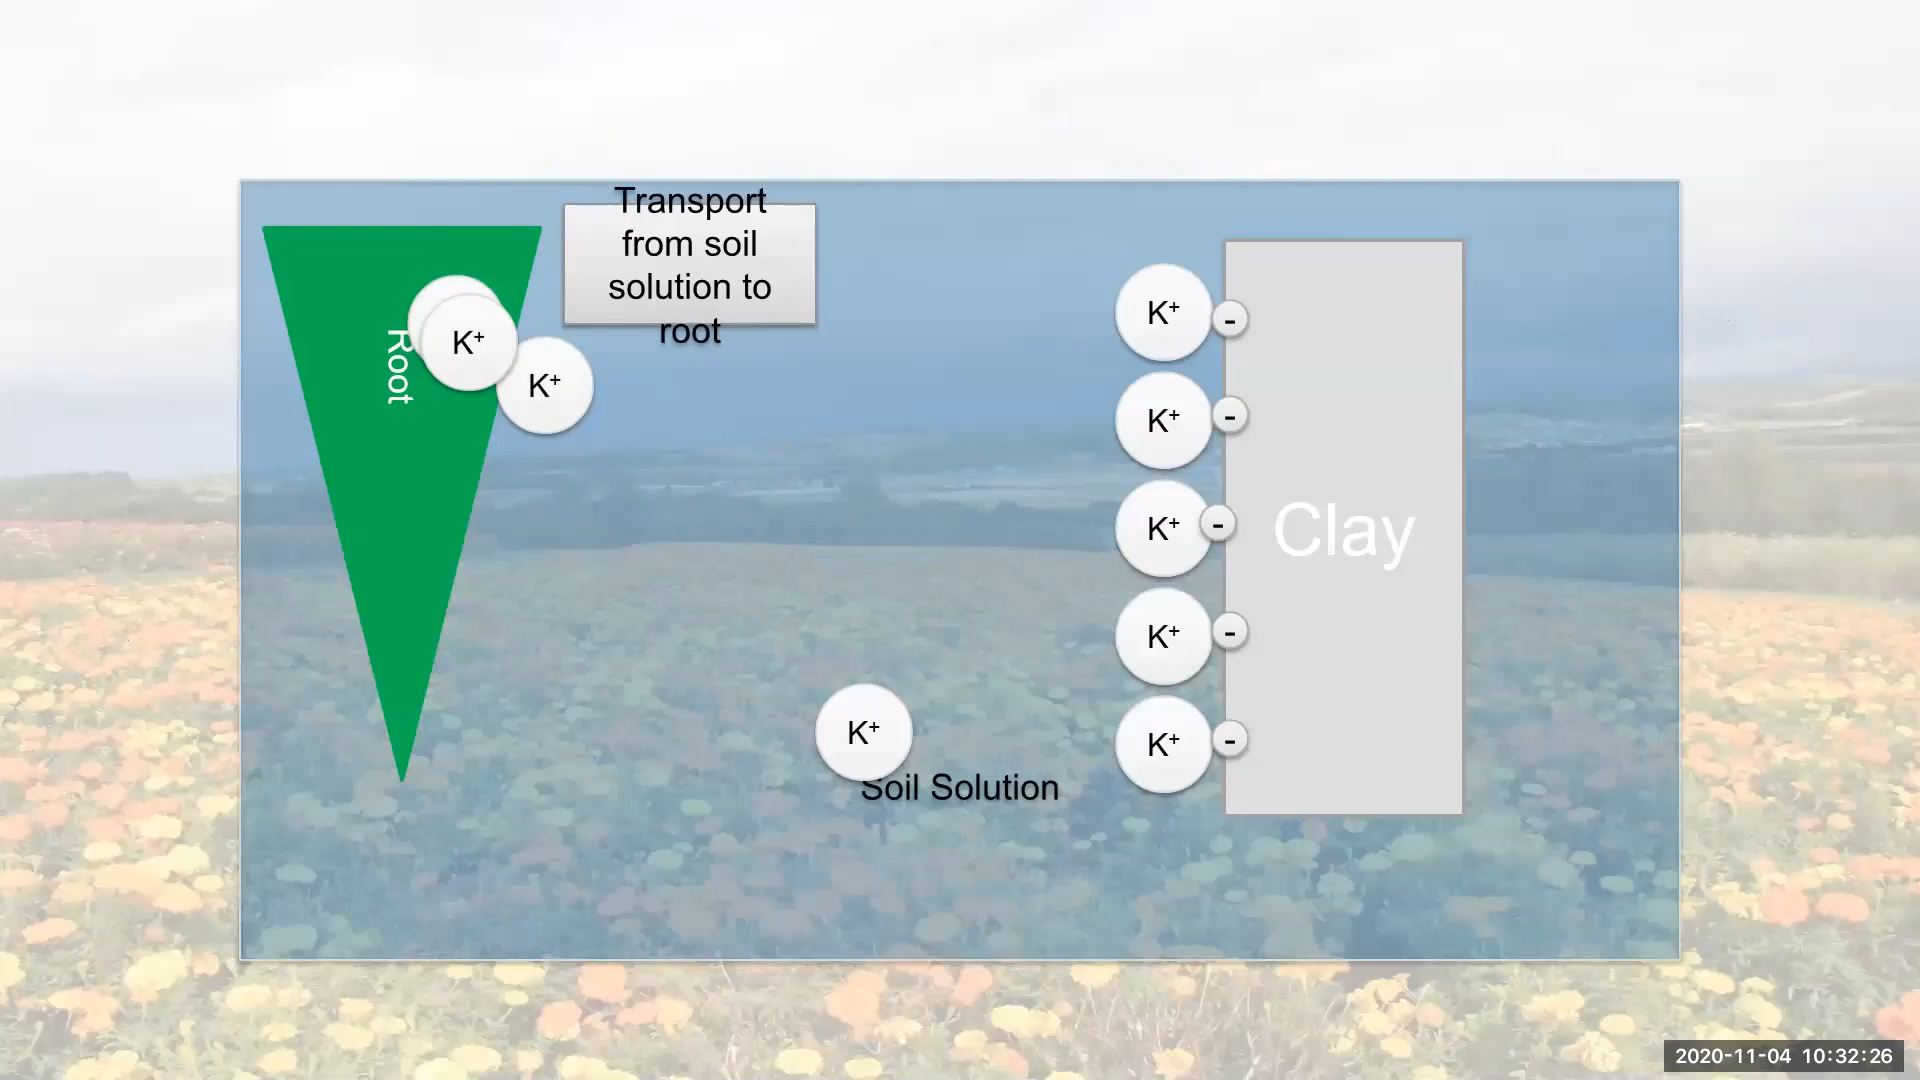 Transport
from soil
solution to
root
Root
K⁺
K⁺
K⁺
-
K⁺
-
K⁺
-
K⁺
-
K⁺
-
Clay
K⁺
Soil Solution
2020-11-04 10:32:26